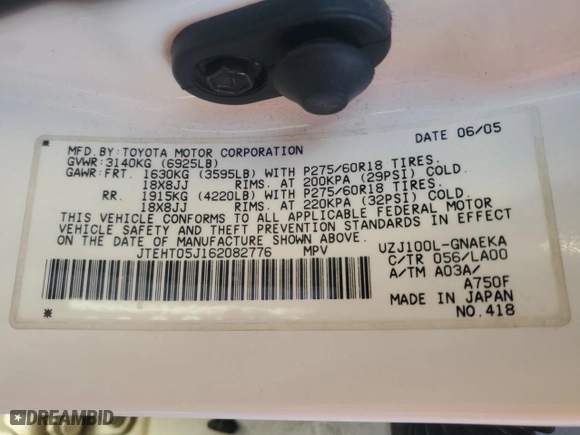 MFD.BY:TOYOTA MOTOR CORPORATION DATE 06/05
GVWR:3140KG (6925LB)
GAWR:FRT. 1630KG (3595LB) WITH P275/60R18 TIRES.
18X8JJ RIMS. AT 200KPA (29PSI) COLD.
RR. 1915KG (4220LB) WITH P275/60R18 TIRES.
18X8JJ RIMS. AT 220KPA (32PSI) COLD.
THIS VEHICLE CONFORMS TO ALL APPLICABLE FEDERAL MOTOR
VEHICLE SAFETY AND THEFT PREVENTION STANDARDS IN EFFECT
ON THE DATE OF MANUFACTURE SHOWN ABOVE.
JTEHT05J162082776 MPV
UZJ100L-GNAEKA
C/TR 056/LA00
A/TM A03A/
A750F
MADE IN JAPAN
NO.418
* *
DREAMBID